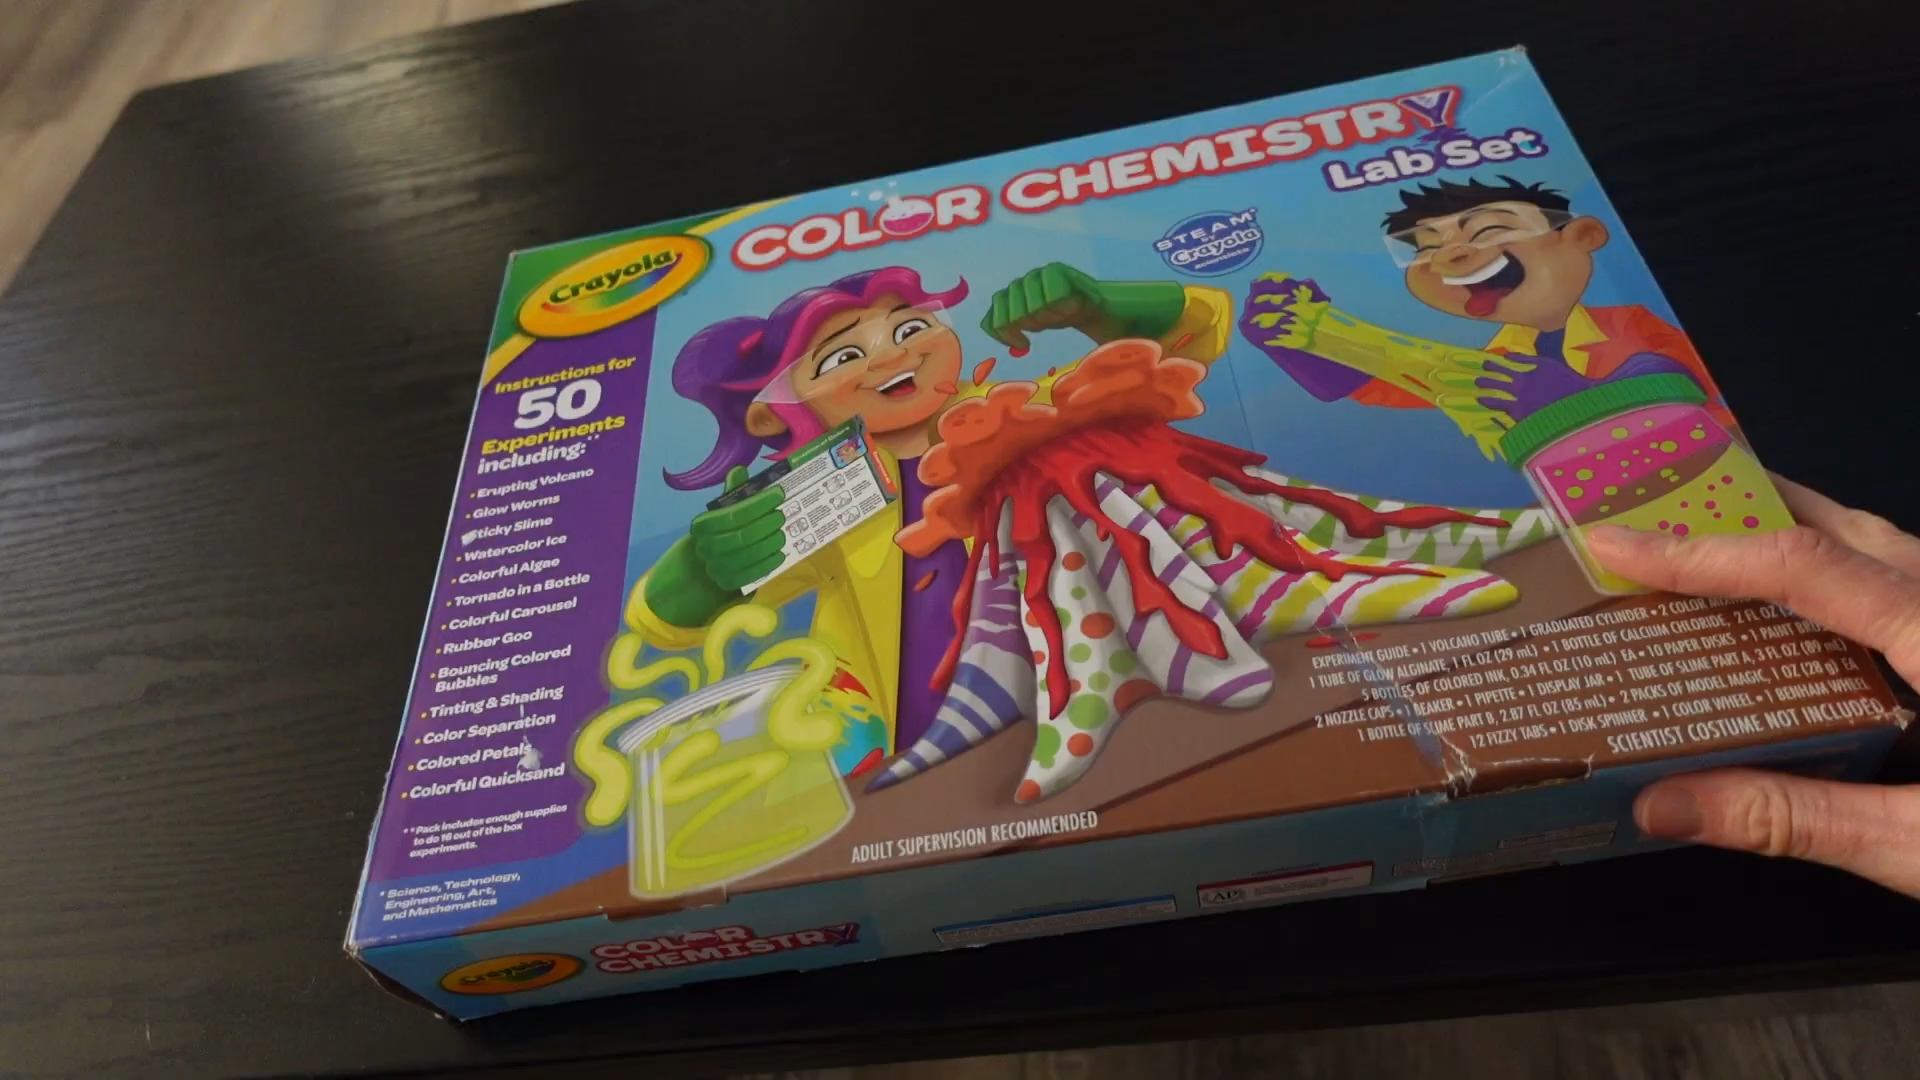 COLOR CHEMISTRY
Lab Set
STEAM*
BY
Crayola
scientists
Crayola
Instructions for
50
Experiments
including:**
• Erupting Volcano
• Glow Worms
Sticky Slime
• Watercolor Ice
• Colorful Algae
• Tornado in a Bottle
• Colorful Carousel
• Rubber Goo
• Bouncing Colored
Bubbles
• Tinting & Shading
• Color Separation
• Colored Petals
• Colorful Quicksand
**Pack includes enough supplies
to do 16 out of the box
experiments.
* Science, Technology,
Engineering, Art,
and Mathematics
EXPERIMENT GUIDE • 1 VOLCANO TUBE • 1 GRADUATED CYLINDER • 2 COLOR
1 TUBE OF GLOW ALGINATE, 1 FL OZ (29 mL) • 1 BOTTLE OF CALCIUM CHLORIDE, 2 FL OZ
5 BOTTLES OF COLORED INK, 0.34 FL OZ (10 mL) EA • 10 PAPER DISKS • 1 PAINT
2 NOZZLE CAPS • 1 BEAKER • 1 PIPETTE • 1 DISPLAY JAR • 1 TUBE OF SLIME PART A, 3 FL OZ (89 mL)
1 BOTTLE OF SLIME PART B, 2.87 FL OZ (85 mL) • 2 PACKS OF MODEL MAGIC, 1 OZ (28 g) EA
12 FIZZY TABS • 1 DISK SPINNER • 1 COLOR WHEEL • 1 BENHAM WHEEL
SCIENTIST COSTUME NOT INCLUDED
ADULT SUPERVISION RECOMMENDED
Crayola
COLOR
CHEMISTRY
AP